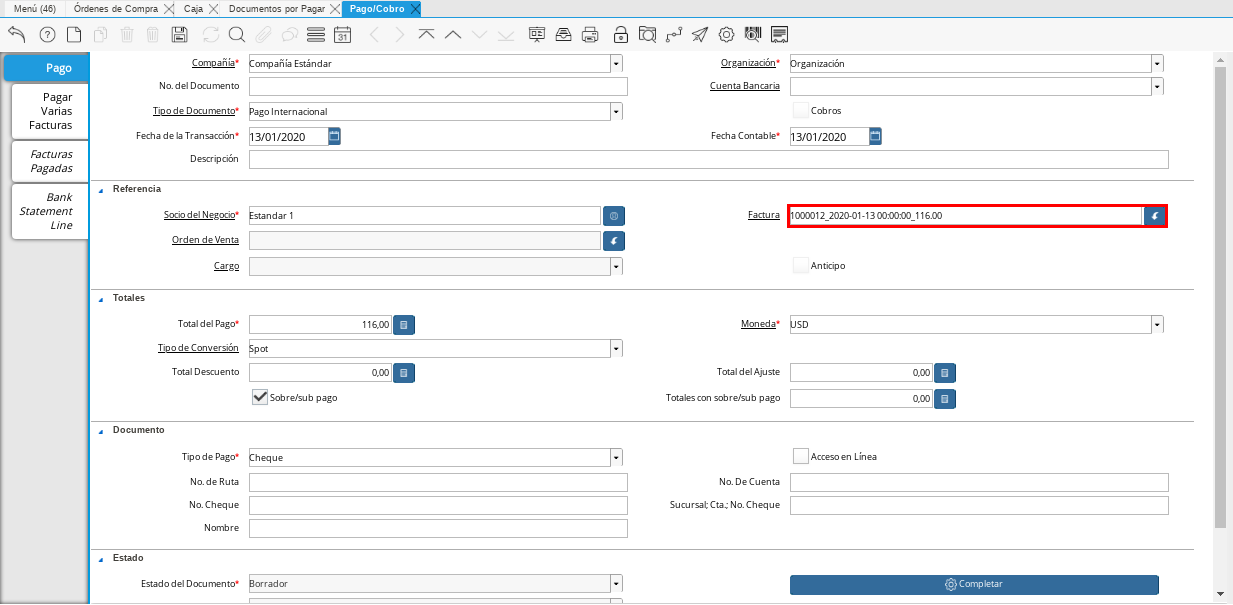 Menú (46) Órdenes de Compra Caja Documentos por Pagar Pago/Cobro
31
Pago
Pagar
Varias
Facturas
Facturas
Pagadas
Bank
Statement
Line
Compañía* Compañía Estándar Organización* Organización
No. del Documento Cuenta Bancaria
Tipo de Documento* Pago Internacional Cobros
Fecha de la Transacción* 13/01/2020 Fecha Contable* 13/01/2020
Descripción
Referencia
Socio del Negocio* Estandar 1 Factura 1000012_2020-01-13 00:00:00_116.00
Orden de Venta
Cargo Anticipo
Totales
Total del Pago* 116,00 Moneda* USD
Tipo de Conversión Spot
Total Descuento 0,00 Total del Ajuste 0,00
Sobre/sub pago Totales con sobre/sub pago 0,00
Documento
Tipo de Pago* Cheque Acceso en Línea
No. de Ruta No. De Cuenta
No. Cheque Sucursal; Cta.; No. Cheque
Nombre
Estado
Estado del Documento* Borrador Completar